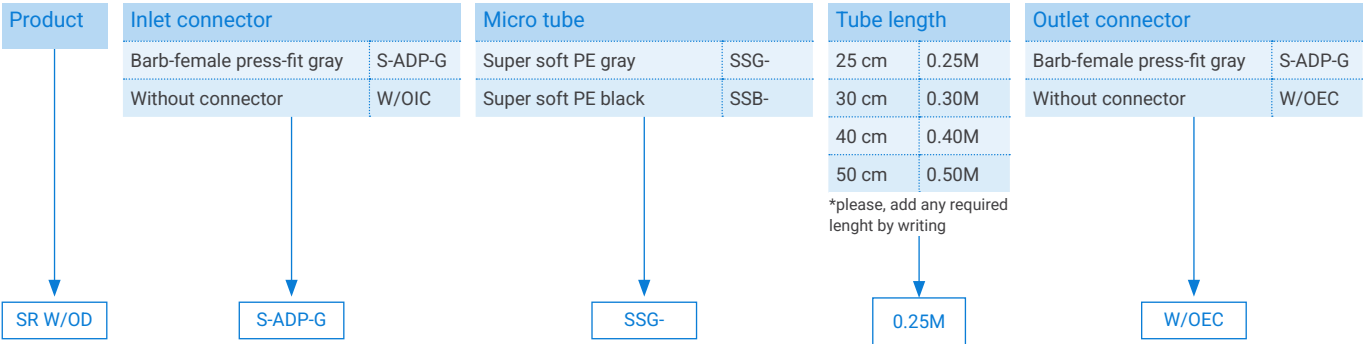 Product
Inlet connector
Barb-female press-fit gray S-ADP-G
Without connector W/OIC
Micro tube
Super soft PE gray SSG-
Super soft PE black SSB-
Tube length
25 cm 0.25M
30 cm 0.30M
40 cm 0.40M
50 cm 0.50M
*please, add any required
lenght by writing
Outlet connector
Barb-female press-fit gray S-ADP-G
Without connector W/OEC
SR W/OD
S-ADP-G
SSG-
0.25M
W/OEC